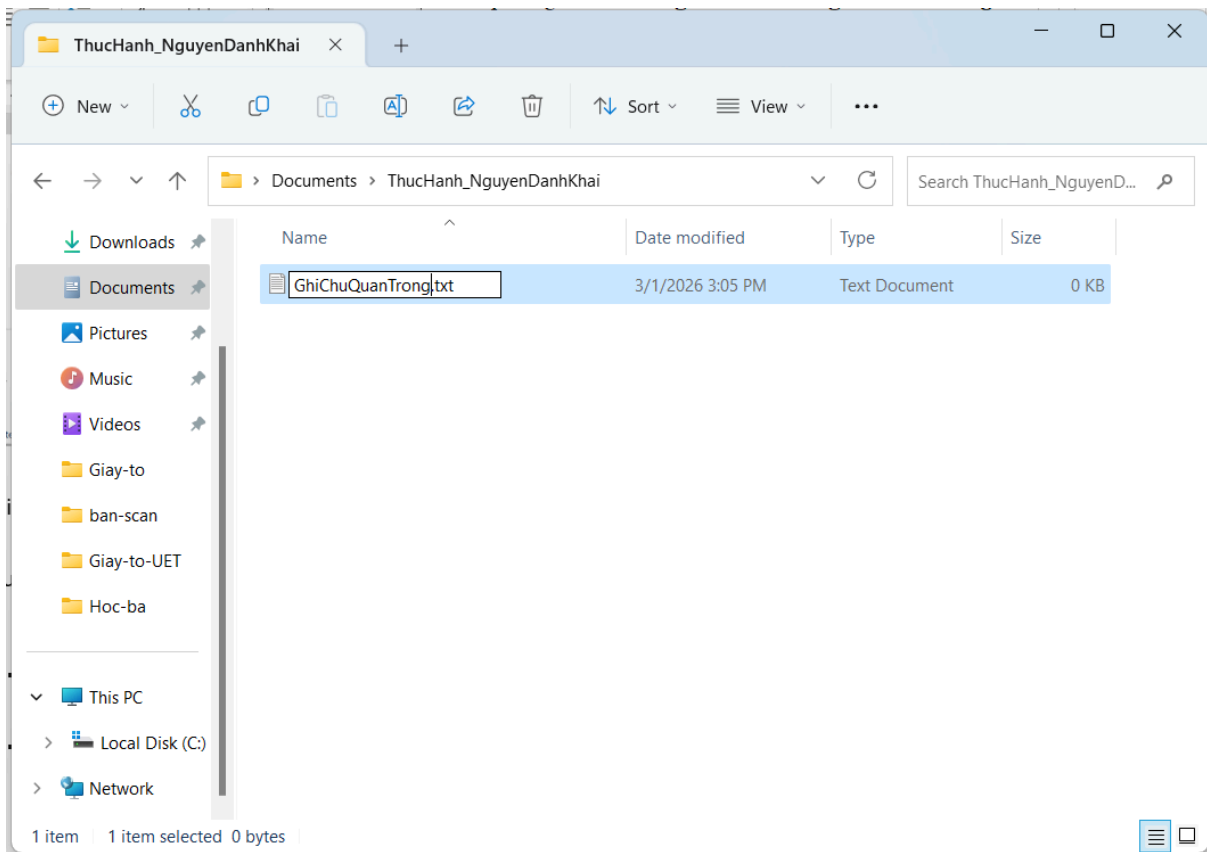 ThucHanh_NguyenDanhKhai
New
Sort
View
Documents > ThucHanh_NguyenDanhKhai
Search ThucHanh_NguyenD...
Name Date modified Type Size
GhiChuQuanTrong.txt 3/1/2026 3:05 PM Text Document 0 KB
Downloads
Documents
Pictures
Music
Videos
Giay-to
ban-scan
Giay-to-UET
Hoc-ba
This PC
Local Disk (C:)
Network
1 item 1 item selected 0 bytes